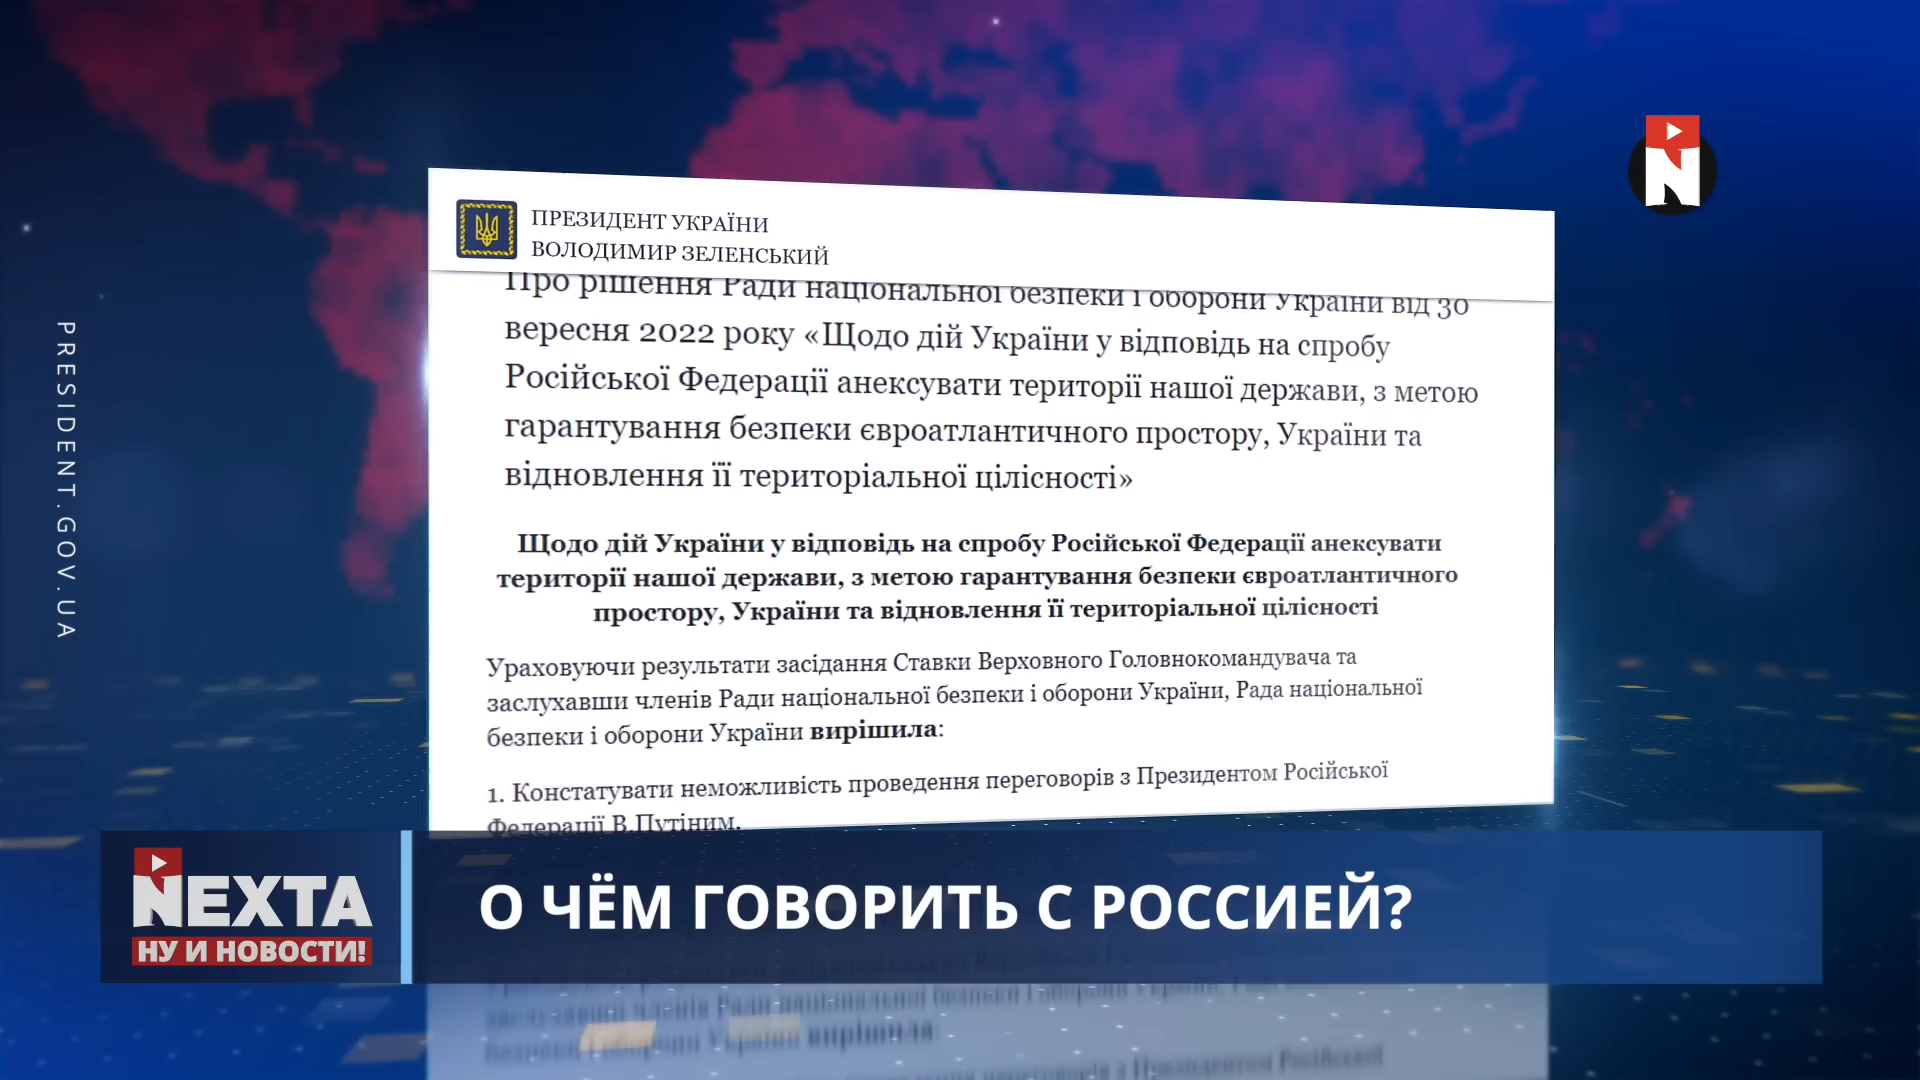 ПРЕЗИДЕНТ УКРАЇНИ
ВОЛОДИМИР ЗЕЛЕНСЬКИЙ
Про рішення Ради національної безпеки і оборони України від 30
вересня 2022 року «Щодо дій України у відповідь на спробу
Російської Федерації анексувати території нашої держави, з метою
гарантування безпеки євроатлантичного простору, України та
відновлення її територіальної цілісності»
Щодо дій України у відповідь на спробу Російської Федерації анексувати
території нашої держави, з метою гарантування безпеки євроатлантичного
простору, України та відновлення її територіальної цілісності
Ураховуючи результати засідання Ставки Верховного Головнокомандувача та
заслухавши членів Ради національної безпеки і оборони України, Рада національної
безпеки і оборони України вирішила:
1. Констатувати неможливість проведення переговорів з Президентом Російської
Федерації В.Путіним.
PRESIDENT.GOV.UA
N
NEXTA
НУ И НОВОСТИ!
О ЧЁМ ГОВОРИТЬ С РОССИЕЙ?